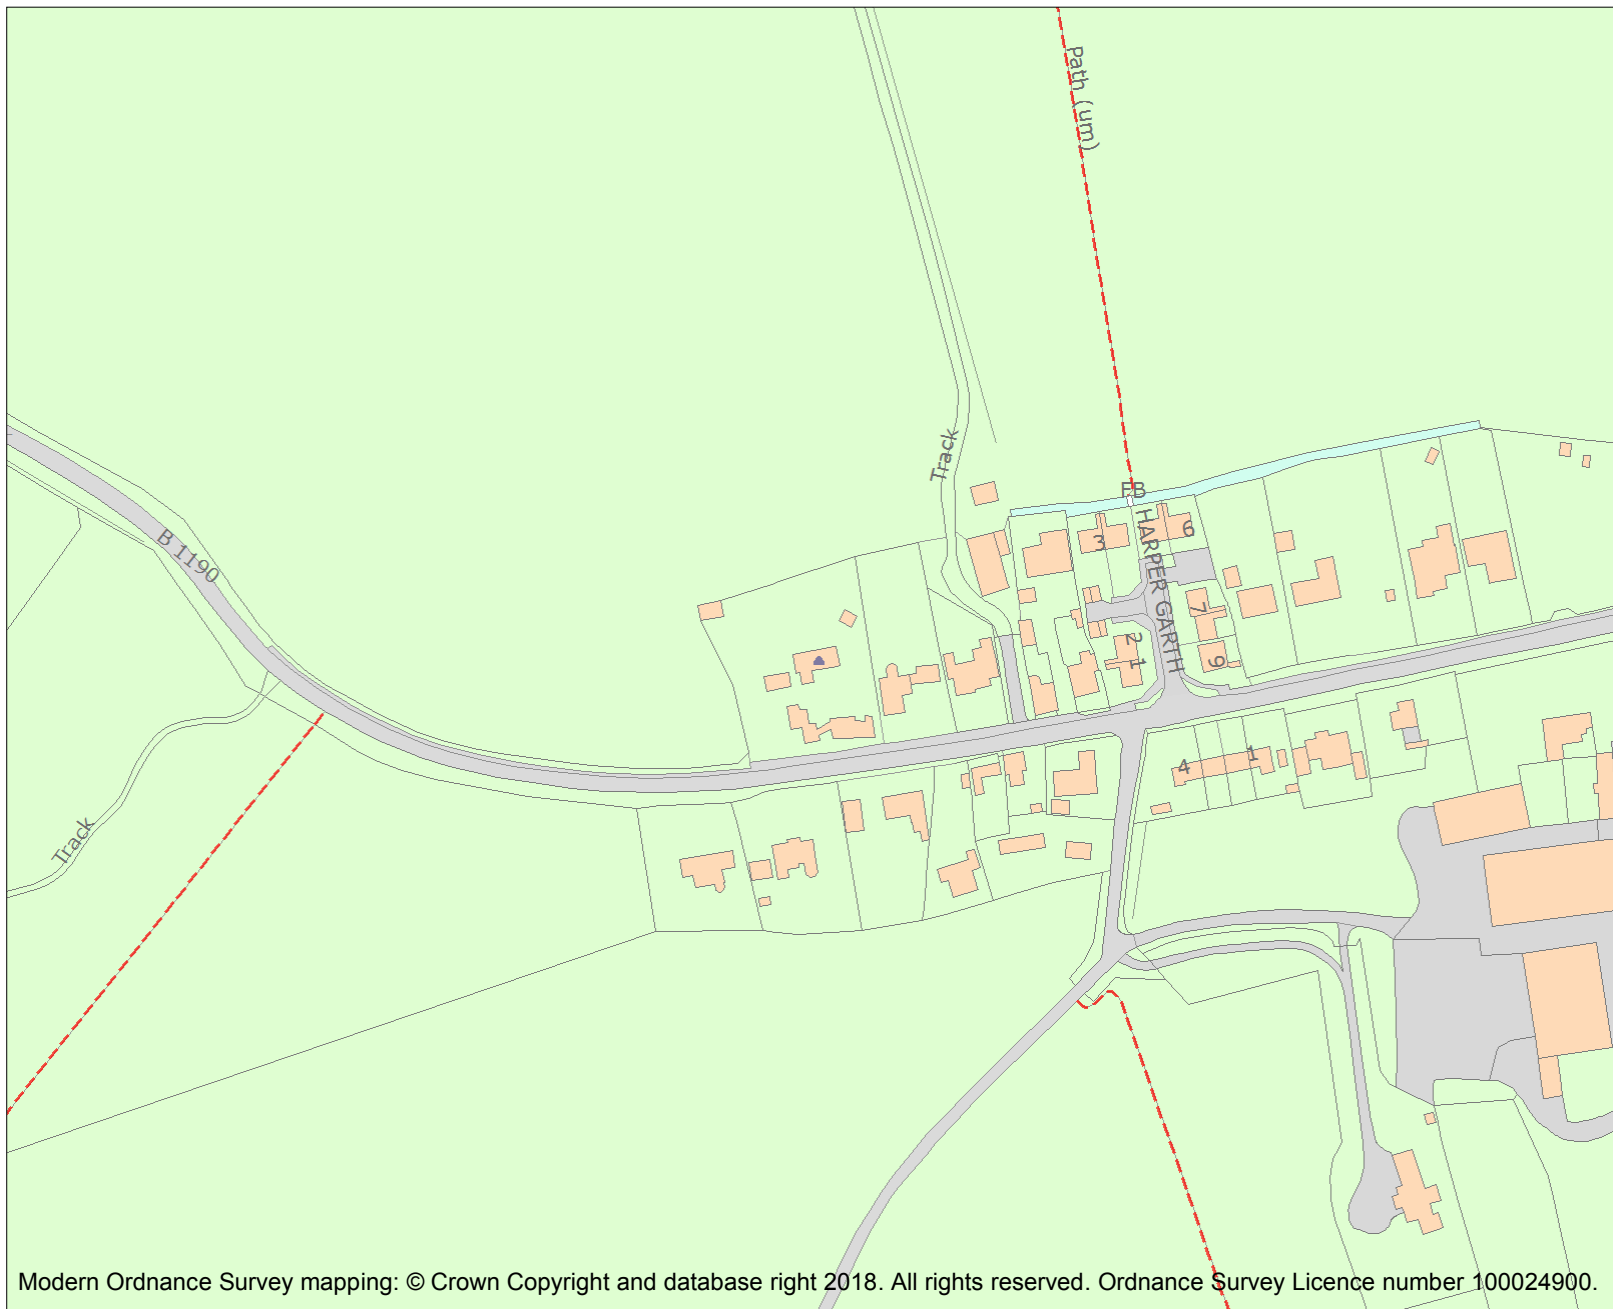 Path (um)
Track
FB
HARPER GARTH
3
6
B 1190
7
2
1
9
4
1
Track
Modern Ordnance Survey mapping: © Crown Copyright and database right 2018. All rights reserved. Ordnance Survey Licence number 100024900.